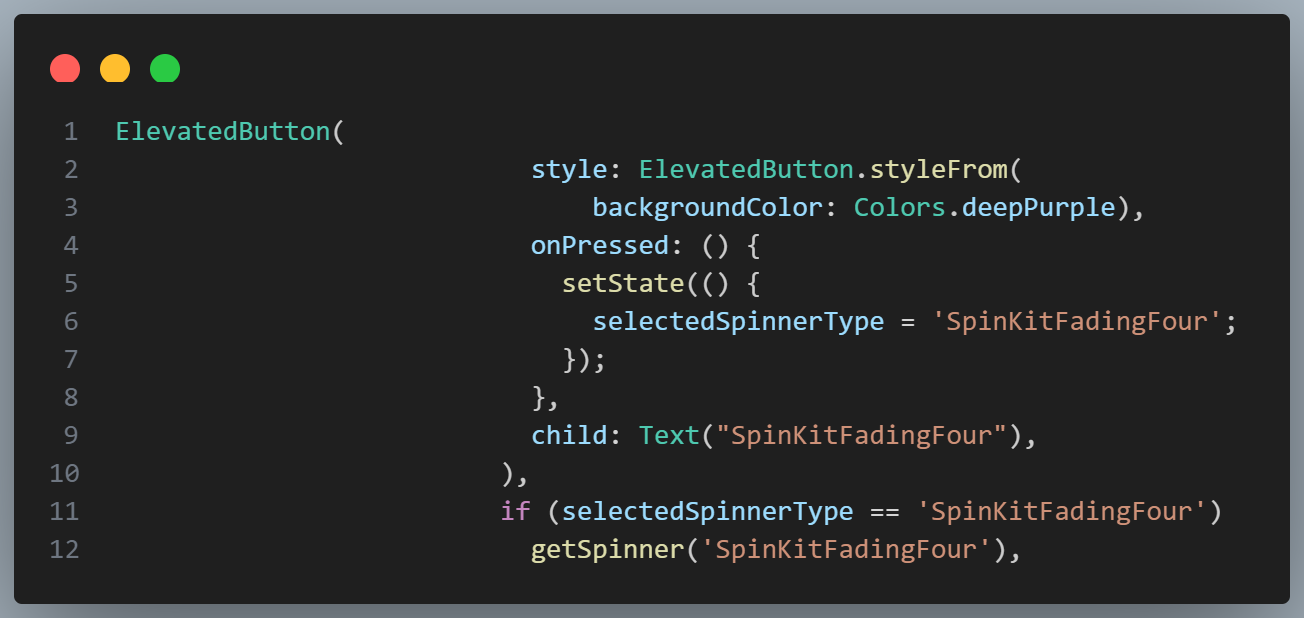 1 ElevatedButton(
2 style: ElevatedButton.styleFrom(
3 backgroundColor: Colors.deepPurple),
4 onPressed: () {
5 setState(() {
6 selectedSpinnerType = 'SpinKitFadingFour';
7 });
8 },
9 child: Text("SpinKitFadingFour"),
10 ),
11 if (selectedSpinnerType == 'SpinKitFadingFour')
12 getSpinner('SpinKitFadingFour'),